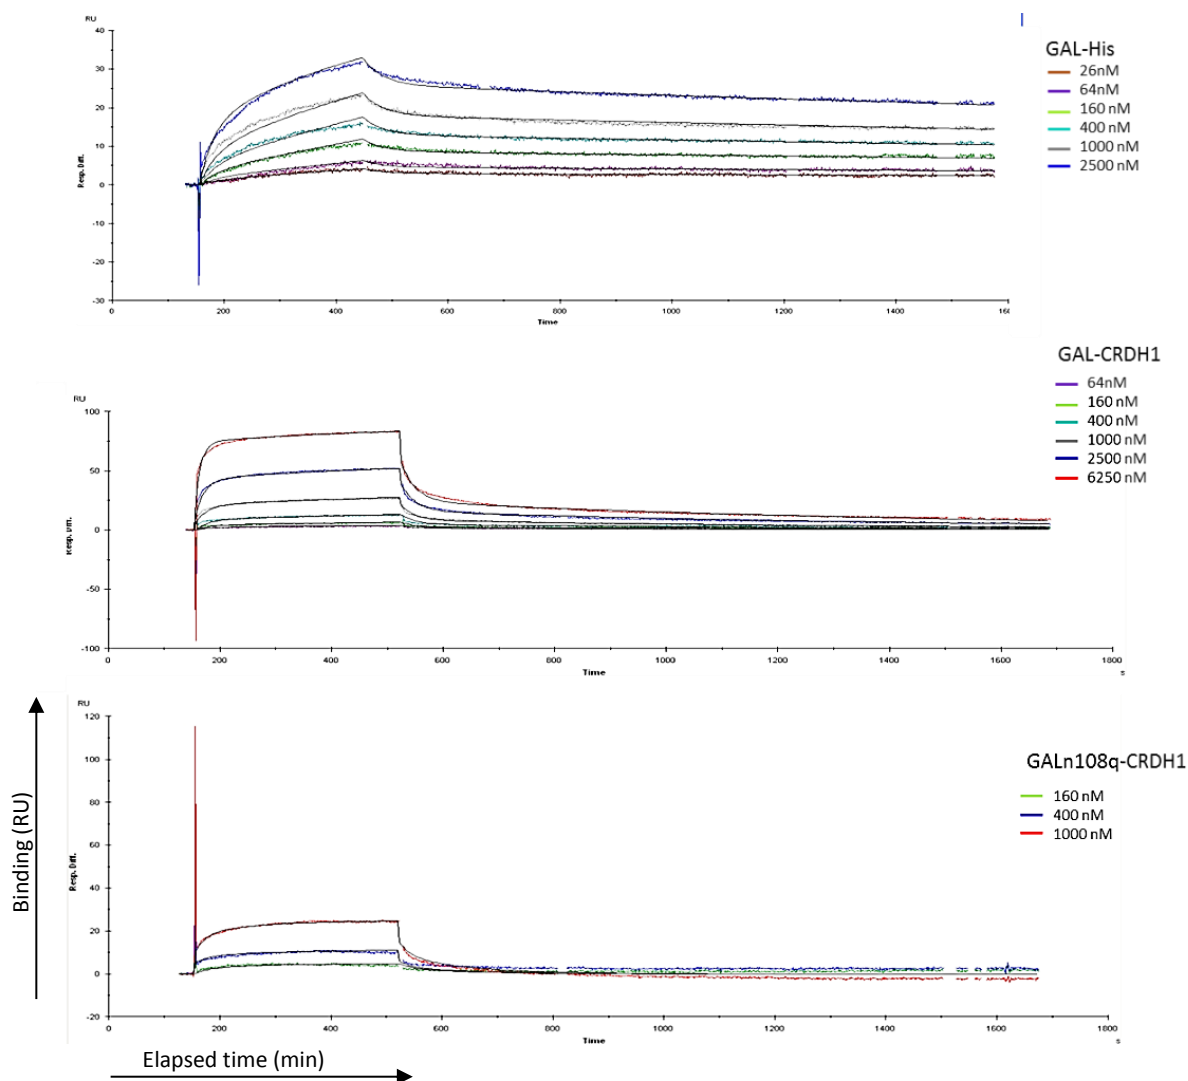 RU
40
30
20
10
0
-10
-20
-30
Resp. Diff.
0 200 400 600 800 1000 1200 1400
Time
GAL-His
26nM
64nM
160 nM
400 nM
1000 nM
2500 nM
RU
100
50
0
-50
-100
Resp. Diff.
0 200 400 600 800 1000 1200 1400 1600 1800
Time s
GAL-CRDH1
64nM
160 nM
400 nM
1000 nM
2500 nM
6250 nM
RU
120
100
80
60
40
20
0
-20
Resp. Diff.
0 200 400 600 800 1000 1200 1400 1600 1800
Time s
GALn108q-CRDH1
160 nM
400 nM
1000 nM
Binding (RU)
Elapsed time (min)